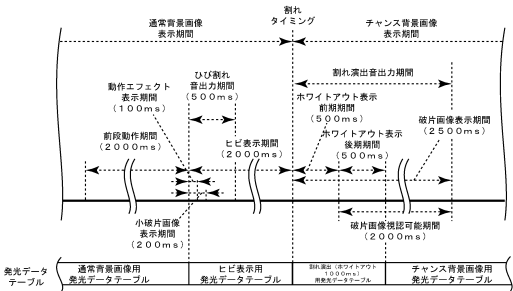 割れ
タイミング
通常背景画像
表示期間
チャンス背景画像
表示期間
割れ演出音出力期間
ひび割れ
音出力期間
(500ms)
動作エフェクト
表示期間
(100ms)
ホワイトアウト表示
前期期間
(500ms)
破片画像表示期間
(2500ms)
前段動作期間
(2000ms)
ヒビ表示期間
(2000ms)
ホワイトアウト表示
後期期間
(500ms)
小破片画像
表示期間
(200ms)
破片画像視認可能期間
(2000ms)
発光データ
テーブル
通常背景画像用
発光データテーブル
ヒビ表示用
発光データテーブル
割れ演出（ホワイトアウト
1000ms）
用発光データテーブル
チャンス背景画像用
発光データテーブル